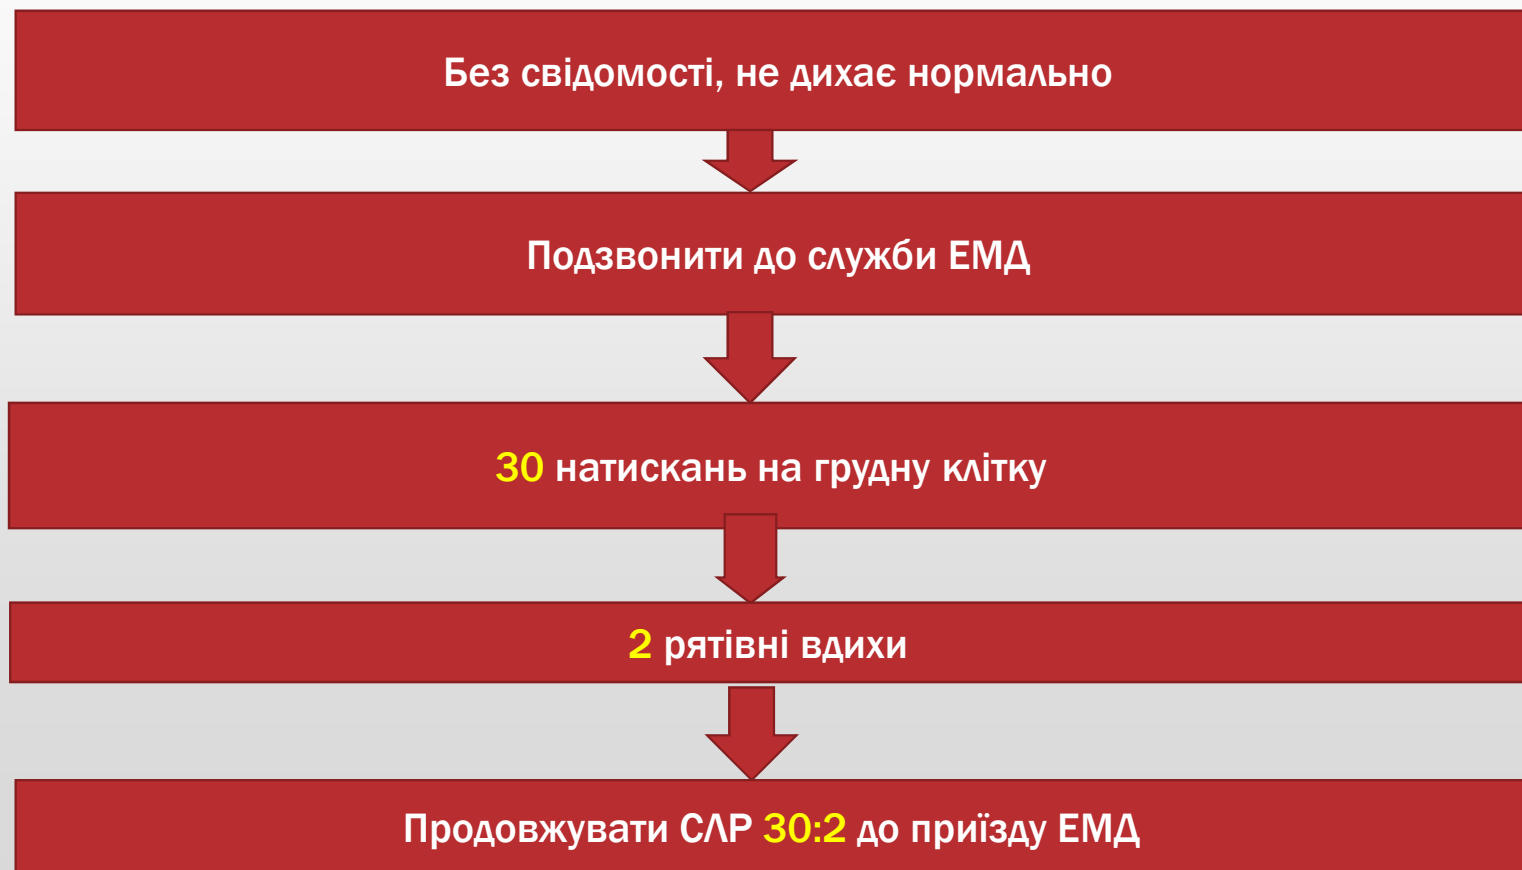 Без свідомості, не дихає нормально
Подзвонити до служби ЕМД
30 натискань на грудну клітку
2 рятівні вдихи
Продовжувати СЛР 30:2 до приїзду ЕМД